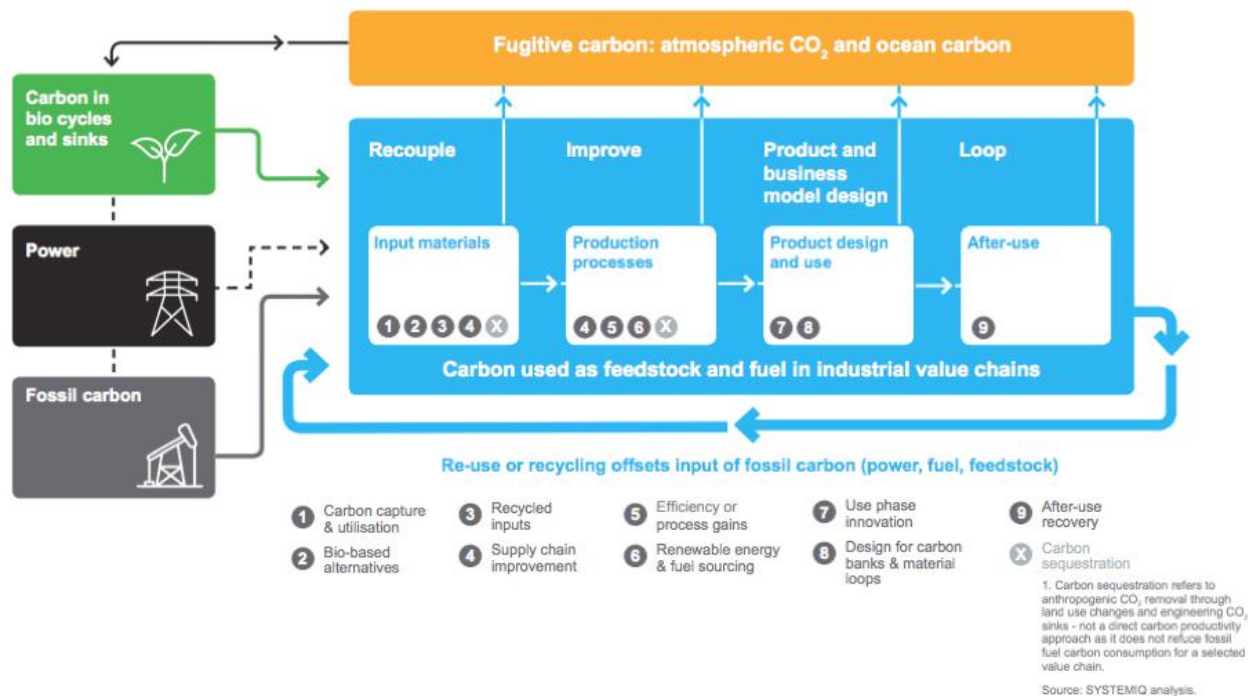 Fugitive carbon: atmospheric CO₂ and ocean carbon
Carbon in
bio cycles
and sinks
Power
Fossil carbon
Recouple
Improve
Product and
business
model design
Loop
Input materials
Production
processes
Product design
and use
After-use
1 2 3 4 X
4 5 6 X
7 8
9
Carbon used as feedstock and fuel in industrial value chains
Re-use or recycling offsets input of fossil carbon (power, fuel, feedstock)
1 Carbon capture
& utilisation
2 Bio-based
alternatives
3 Recycled
inputs
4 Supply chain
improvement
5 Efficiency or
process gains
6 Renewable energy
& fuel sourcing
7 Use phase
innovation
8 Design for carbon
banks & material
loops
9 After-use
recovery
X Carbon
sequestration
1. Carbon sequestration refers to
anthropogenic CO₂ removal through
land use changes and engineering CO₂
sinks - not a direct carbon productivity
approach as it does not refuce fossil
fuel carbon consumption for a selected
value chain.
Source: SYSTEMIQ analysis.